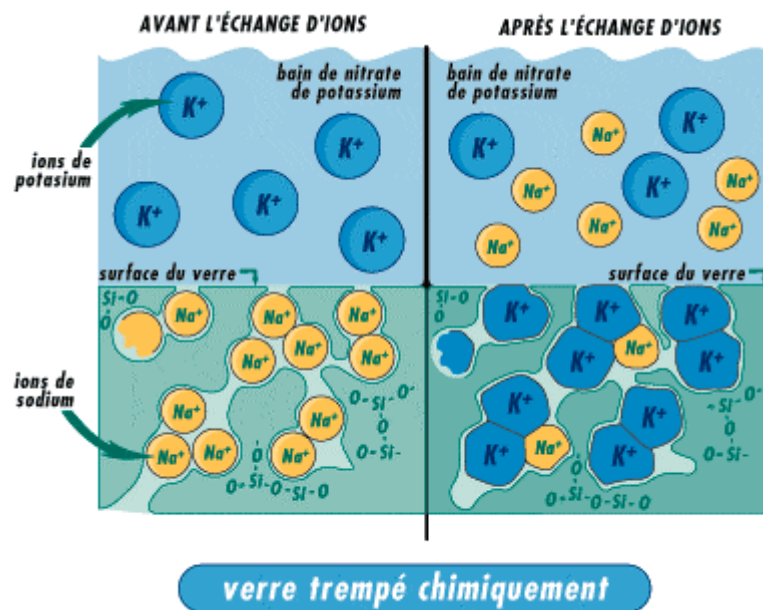 AVANT L'ÉCHANGE D'IONS
bain de nitrate
de potassium
K+
ions de
potasium
K+
K+
K+
K+
surface du verre
Si-O
O
Na+
Na+
Na+
Na+
Na+
Na+
Na+
ions de
sodium
Na+
Na+
Na+
Na+
Na+
O-Si-O-
O
O-Si-
O
O-Si-O-Si-O
APRÈS L'ÉCHANGE D'IONS
bain de nitrate
de potassium
K+
K+
Na+
K+
Na+
Na+
Na+
Na+
Na+
surface du verre
Si-O
O
K+
K+
K+
K+
Na+
K+
K+
K+
Na+
K+
K+
-Si-O-
O
O-Si-
O
O-Si-O-Si-O
verre trempé chimiquement